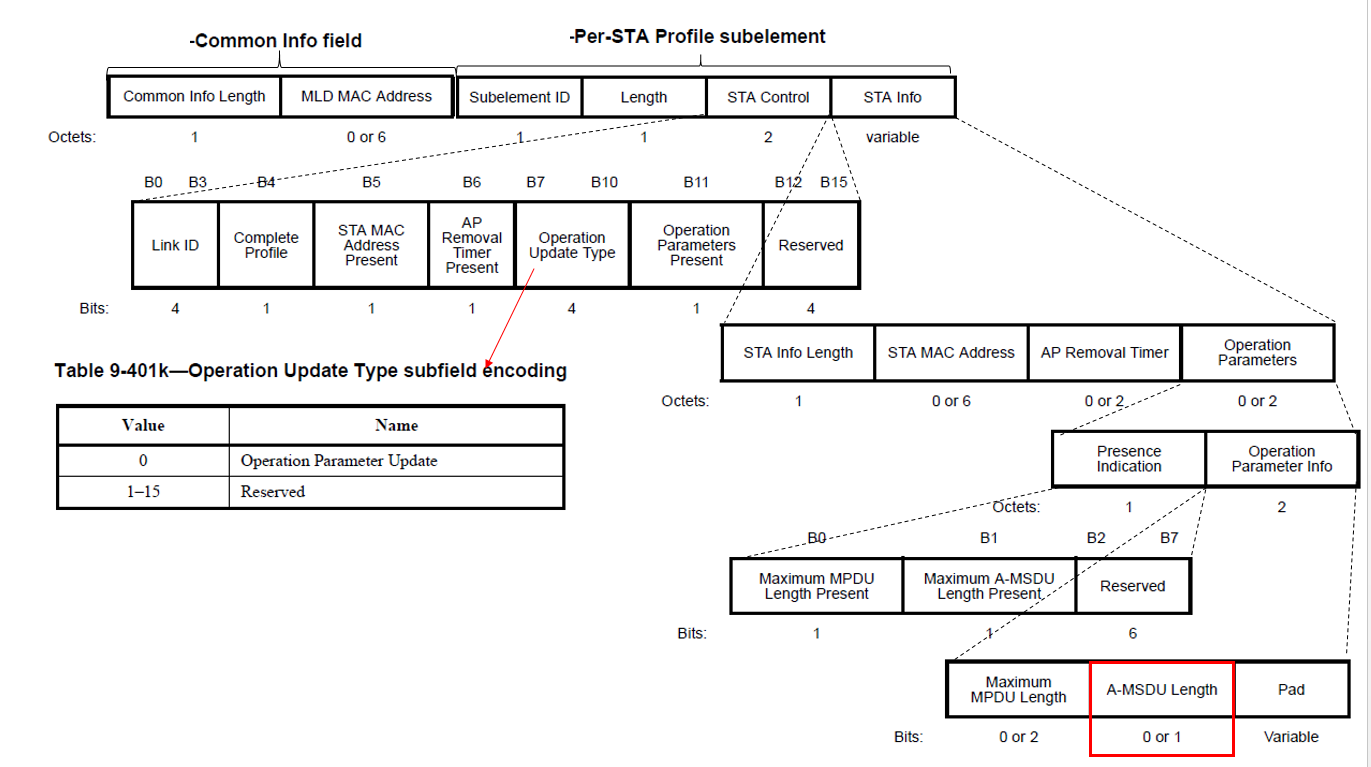 -Common Info field
-Per-STA Profile subelement
Common Info Length MLD MAC Address Subelement ID Length STA Control STA Info
Octets: 1 0 or 6 1 1 2 variable
B0 B3 B4 B5 B6 B7 B10 B11 B12 B15
Link ID
Complete
Profile
STA MAC
Address
Present
AP
Removal
Timer
Present
Operation
Update Type
Operation
Parameters
Present
Reserved
Bits: 4 1 1 1 4 1 4
STA Info Length STA MAC Address AP Removal Timer
Operation
Parameters
Octets: 1 0 or 6 0 or 2 0 or 2
Table 9-401k—Operation Update Type subfield encoding
Value Name
0 Operation Parameter Update
1–15 Reserved
Presence
Indication
Operation
Parameter Info
Octets: 1 2
B0 B1 B2 B7
Maximum MPDU
Length Present
Maximum A-MSDU
Length Present
Reserved
Bits: 1 1 6
Maximum
MPDU Length
A-MSDU Length
Pad
Bits: 0 or 2 0 or 1 Variable